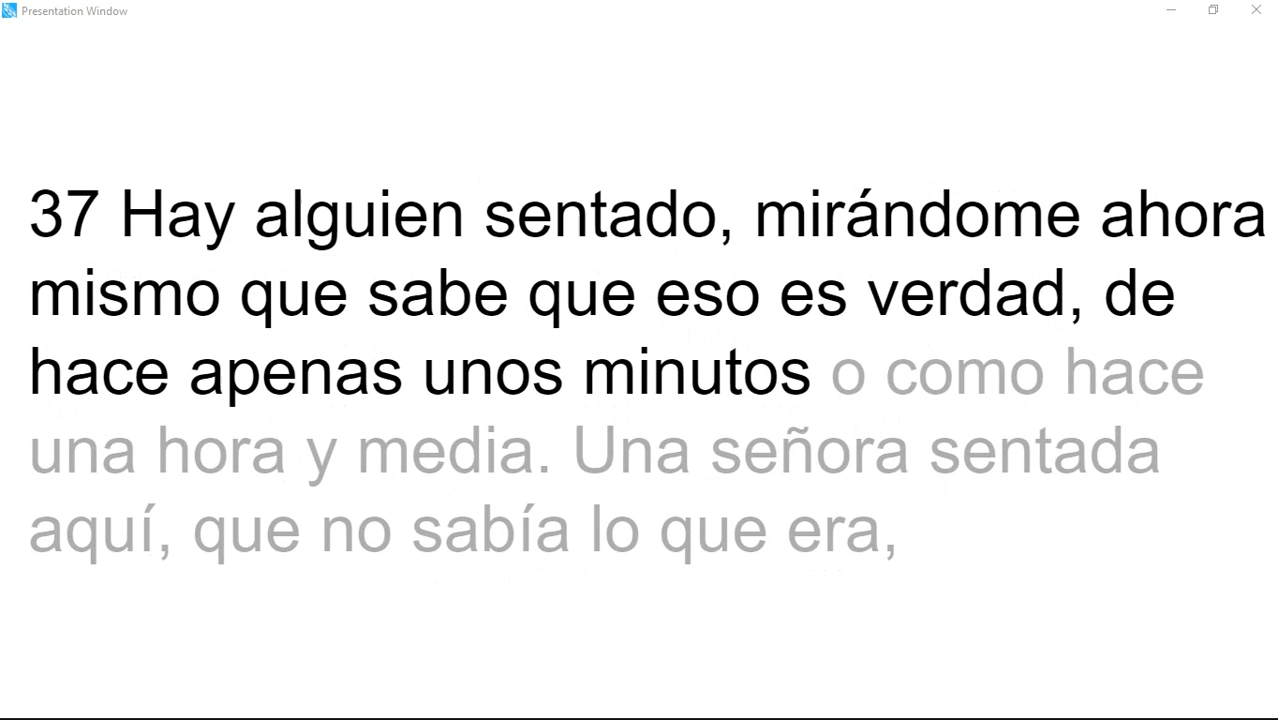 Presentation Window
37 Hay alguien sentado, mirándome ahora
mismo que sabe que eso es verdad, de
hace apenas unos minutos o como hace
una hora y media. Una señora sentada
aquí, que no sabía lo que era,